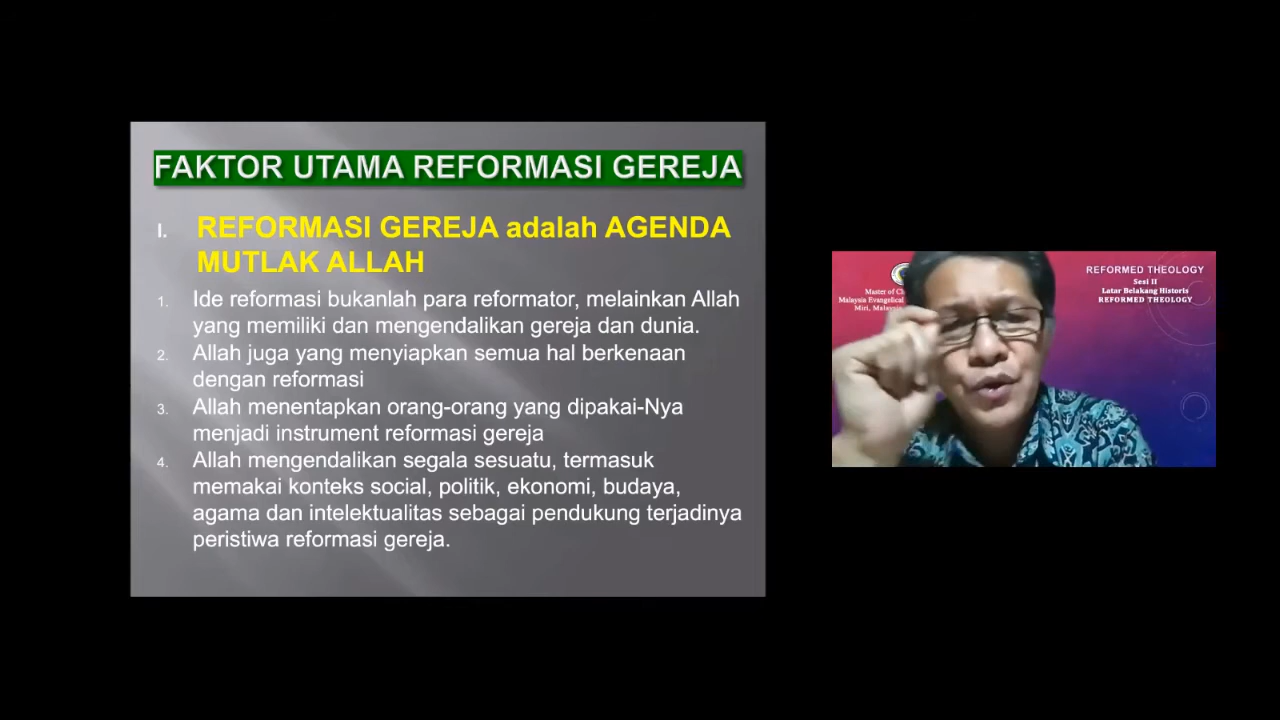 FAKTOR UTAMA REFORMASI GEREJA
I. REFORMASI GEREJA adalah AGENDA
MUTLAK ALLAH
1. Ide reformasi bukanlah para reformator, melainkan Allah
yang memiliki dan mengendalikan gereja dan dunia.
2. Allah juga yang menyiapkan semua hal berkenaan
dengan reformasi
3. Allah menentapkan orang-orang yang dipakai-Nya
menjadi instrument reformasi gereja
4. Allah mengendalikan segala sesuatu, termasuk
memakai konteks social, politik, ekonomi, budaya,
agama dan intelektualitas sebagai pendukung terjadinya
peristiwa reformasi gereja.
Master of
Malaysia Evangelical
Miri,
REFORMED THEOLOGY
Sesi II
Latar Belakang Historis
REFORMED THEOLOGY